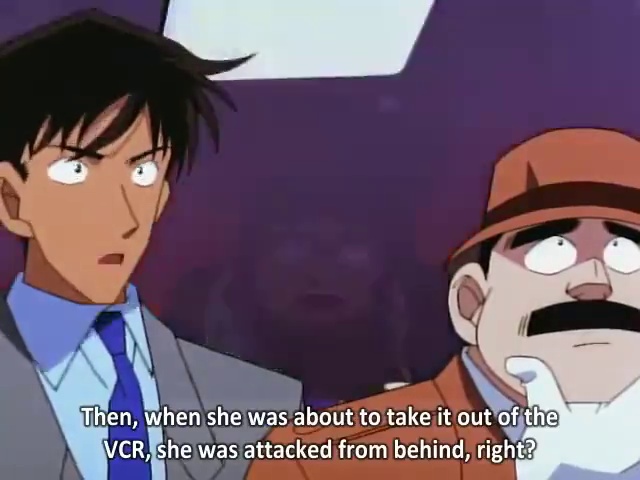 Then, when she was about to take it out of the
VCR, she was attacked from behind, right?